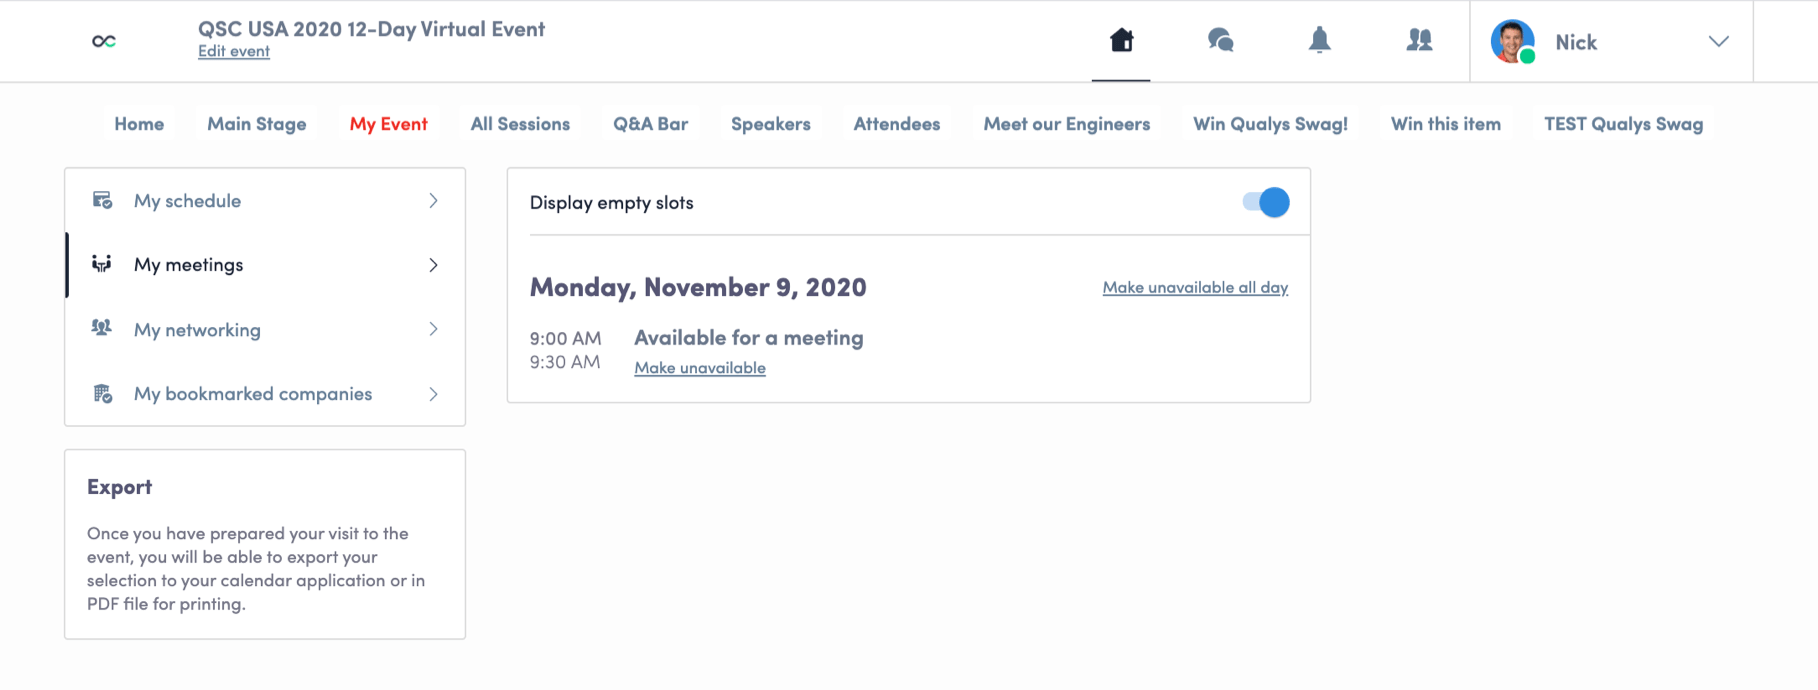 QSC USA 2020 12-Day Virtual Event
Edit event
Nick
Home
Main Stage
My Event
All Sessions
Q&A Bar
Speakers
Attendees
Meet our Engineers
Win Qualys Swag!
Win this item
TEST Qualys Swag
My schedule
My meetings
My networking
My bookmarked companies
Export
Once you have prepared your visit to the
event, you will be able to export your
selection to your calendar application or in
PDF file for printing.
Display empty slots
Monday, November 9, 2020
Make unavailable all day
9:00 AM
9:30 AM
Available for a meeting
Make unavailable